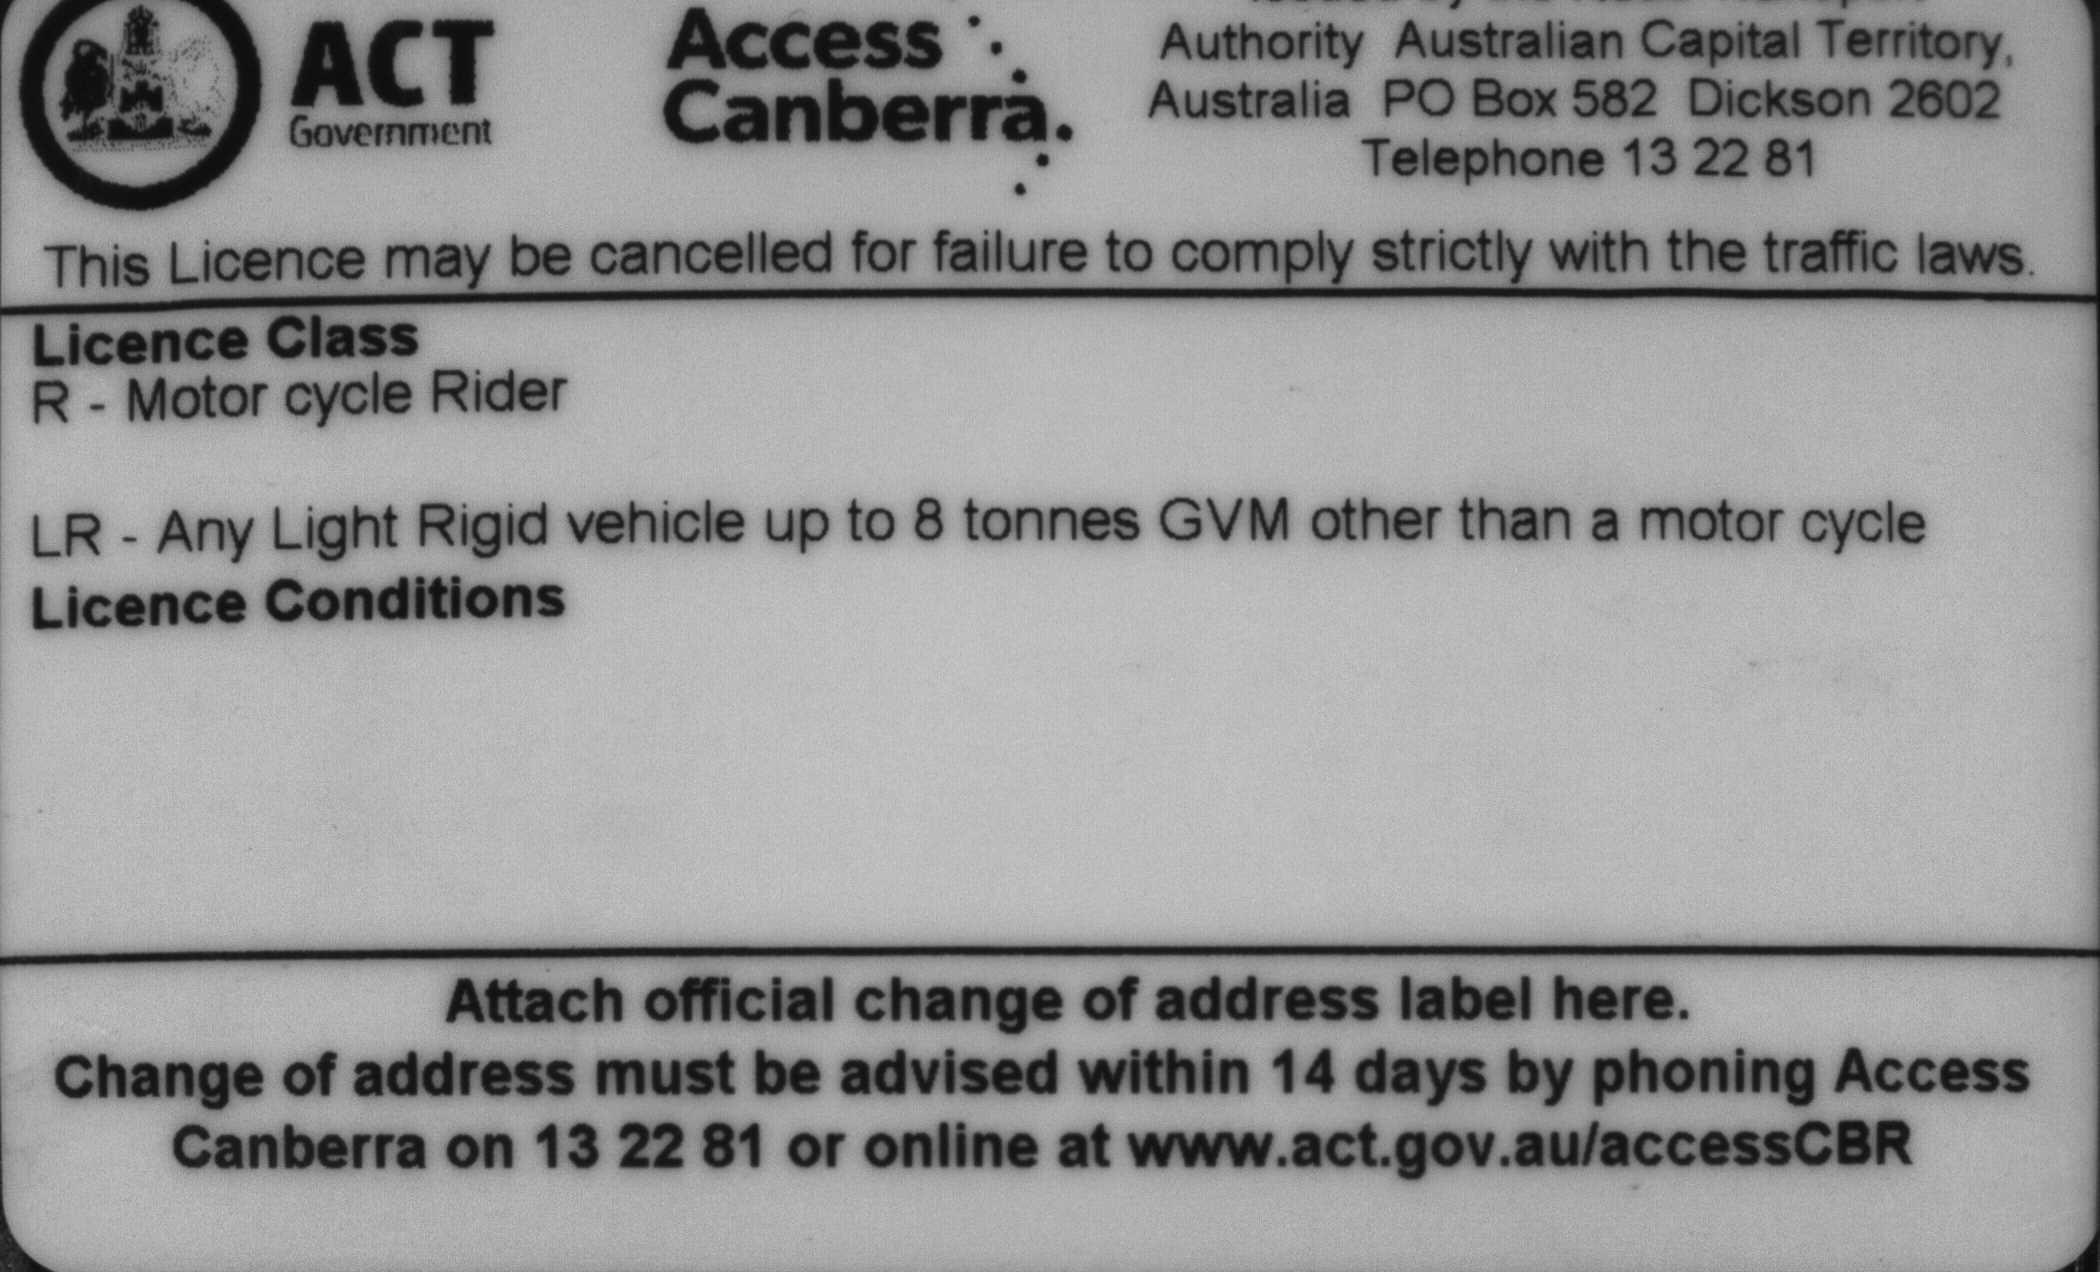 ACT
Government
Access
Canberra.
Authority Australian Capital Territory,
Australia PO Box 582 Dickson 2602
Telephone 13 22 81
This Licence may be cancelled for failure to comply strictly with the traffic laws.
Licence Class
R - Motor cycle Rider
LR - Any Light Rigid vehicle up to 8 tonnes GVM other than a motor cycle
Licence Conditions
Attach official change of address label here.
Change of address must be advised within 14 days by phoning Access
Canberra on 13 22 81 or online at www.act.gov.au/accessCBR